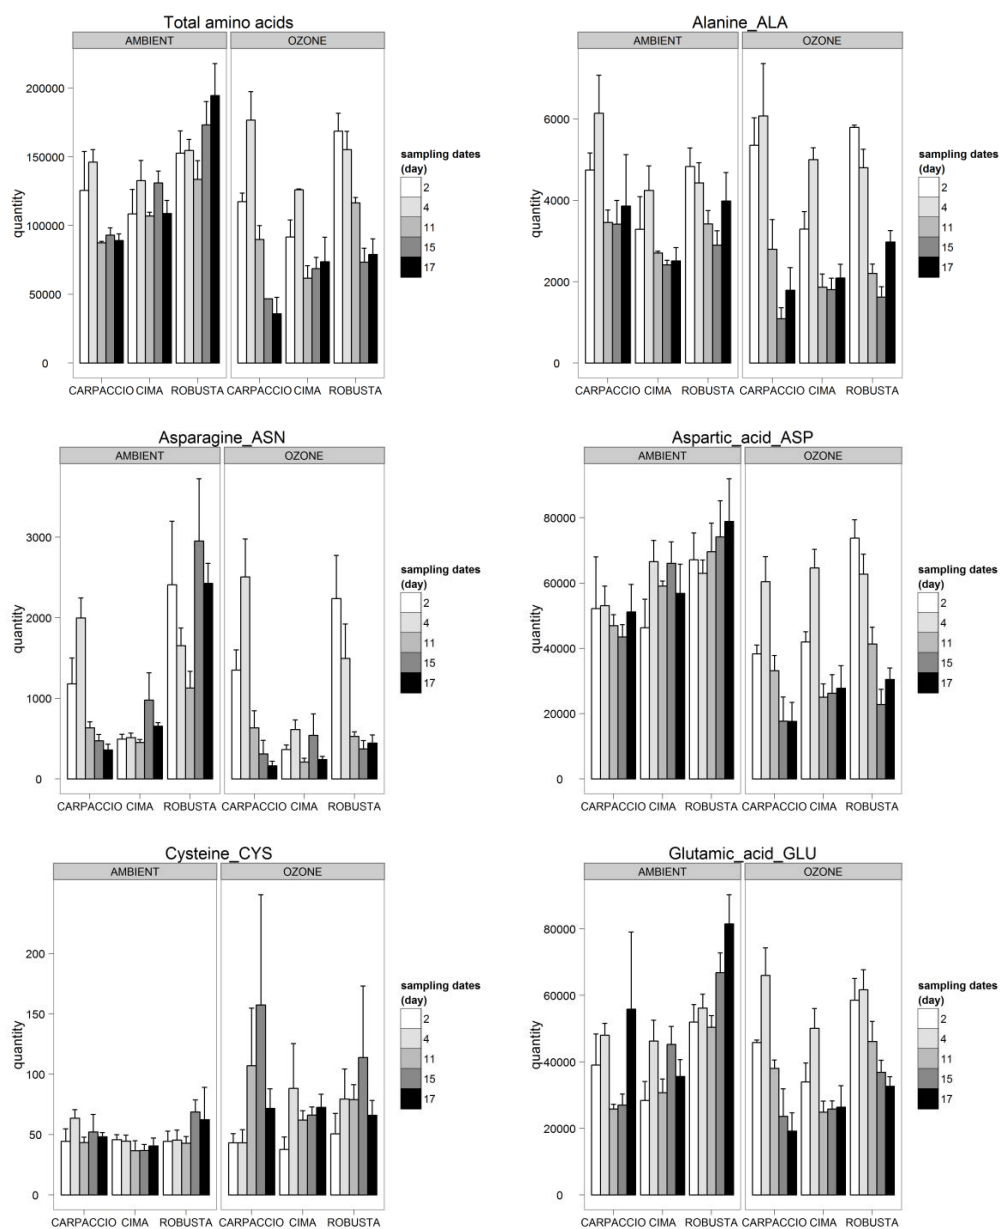 Total amino acids
AMBIENT
OZONE
200000
150000
100000
50000
0
quantity
CARPACCIO CIMA ROBUSTA CARPACCIO CIMA ROBUSTA
sampling dates
(day)
2
4
11
15
17
Alanine_ALA
AMBIENT
OZONE
6000
4000
2000
0
quantity
CARPACCIO CIMA ROBUSTA CARPACCIO CIMA ROBUSTA
sampling dates
(day)
2
4
11
15
17
Asparagine_ASN
AMBIENT
OZONE
3000
2000
1000
0
quantity
CARPACCIO CIMA ROBUSTA CARPACCIO CIMA ROBUSTA
sampling dates
(day)
2
4
11
15
17
Aspartic_acid_ASP
AMBIENT
OZONE
80000
60000
40000
20000
0
quantity
CARPACCIO CIMA ROBUSTA CARPACCIO CIMA ROBUSTA
sampling dates
(day)
2
4
11
15
17
Cysteine_CYS
AMBIENT
OZONE
200
150
100
50
0
quantity
CARPACCIO CIMA ROBUSTA CARPACCIO CIMA ROBUSTA
sampling dates
(day)
2
4
11
15
17
Glutamic_acid_GLU
AMBIENT
OZONE
80000
60000
40000
20000
0
quantity
CARPACCIO CIMA ROBUSTA CARPACCIO CIMA ROBUSTA
sampling dates
(day)
2
4
11
15
17